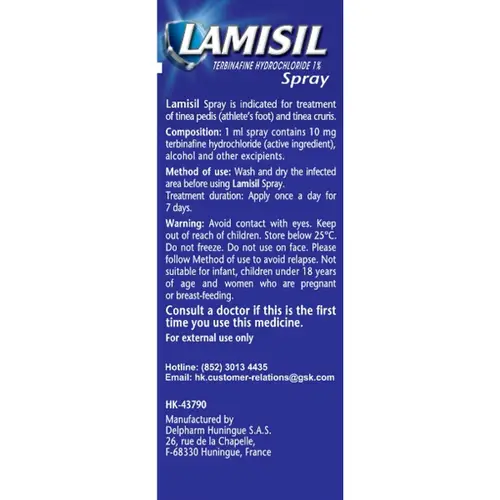 LAMISIL
TERBINAFINE HYDROCHLORIDE 1%
Spray
Lamisil Spray is indicated for treatment
of tinea pedis (athlete's foot) and tinea cruris.
Composition: 1 ml spray contains 10 mg
terbinafine hydrochloride (active ingredient),
alcohol and other excipients.
Method of use: Wash and dry the infected
area before using Lamisil Spray.
Treatment duration: Apply once a day for
7 days.
Warning: Avoid contact with eyes. Keep
out of reach of children. Store below 25°C.
Do not freeze. Do not use on face. Please
follow Method of use to avoid relapse. Not
suitable for infant, children under 18 years
of age and women who are pregnant
or breast-feeding.
Consult a doctor if this is the first
time you use this medicine.
For external use only
Hotline: (852) 3013 4435
Email: hk.customer-relations@gsk.com
HK-43790
Manufactured by
Delpharm Huningue S.A.S.
26, rue de la Chapelle,
F-68330 Huningue, France